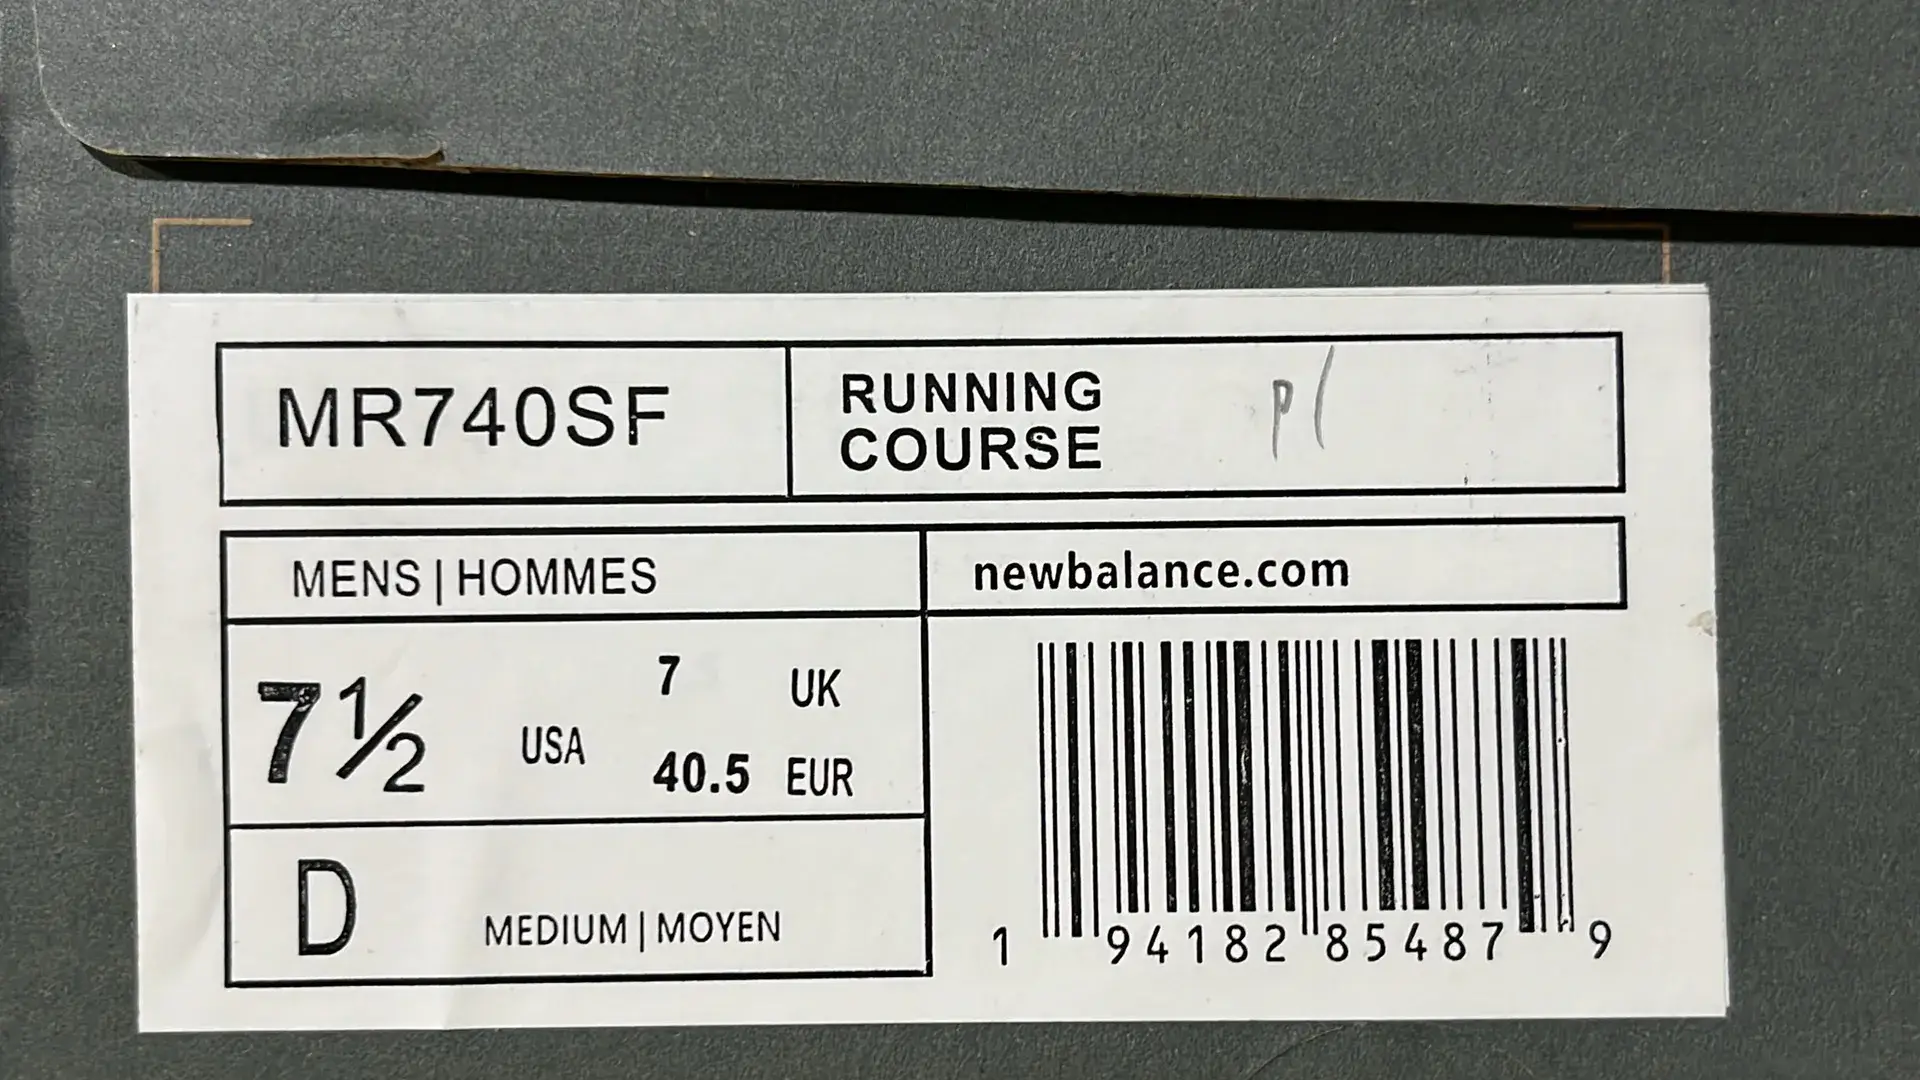 MR740SF
RUNNING
COURSE
MENS | HOMMES
newbalance.com
7½ USA
7 UK
40.5 EUR
D MEDIUM | MOYEN
1 94182 85487 9